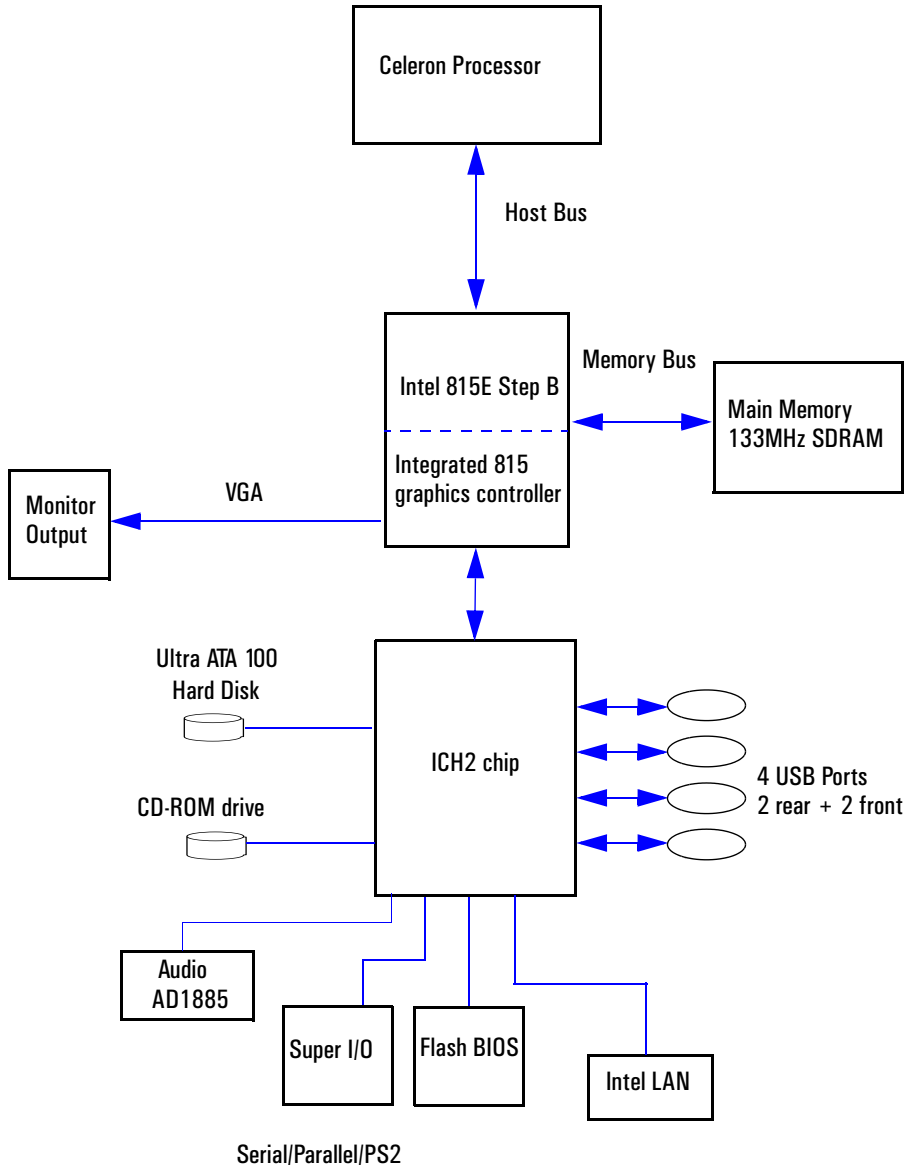 Celeron Processor
Host Bus
Intel 815E Step B
Memory Bus
Main Memory
133MHz SDRAM
Integrated 815
graphics controller
VGA
Monitor
Output
Ultra ATA 100
Hard Disk
ICH2 chip
4 USB Ports
2 rear + 2 front
CD-ROM drive
Audio
AD1885
Super I/O
Flash BIOS
Intel LAN
Serial/Parallel/PS2